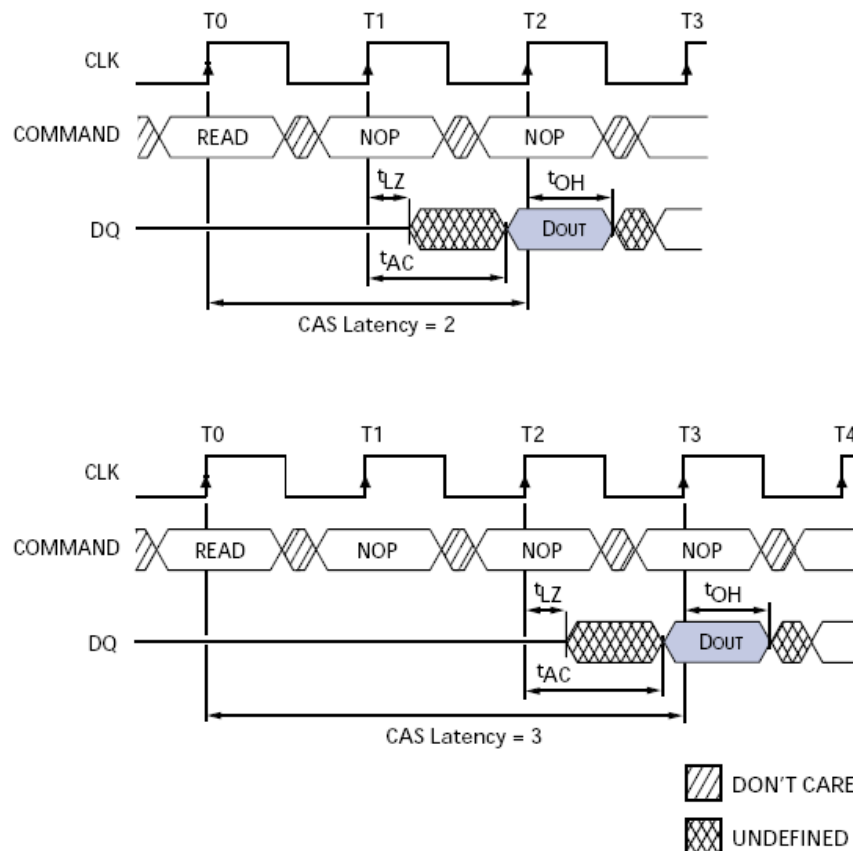 T0 T1 T2 T3
CLK
COMMAND READ NOP NOP
tLZ tOH
DQ DOUT
tAC
CAS Latency = 2
T0 T1 T2 T3 T4
CLK
COMMAND READ NOP NOP NOP
tLZ tOH
DQ DOUT
tAC
CAS Latency = 3
DON'T CARE
UNDEFINED